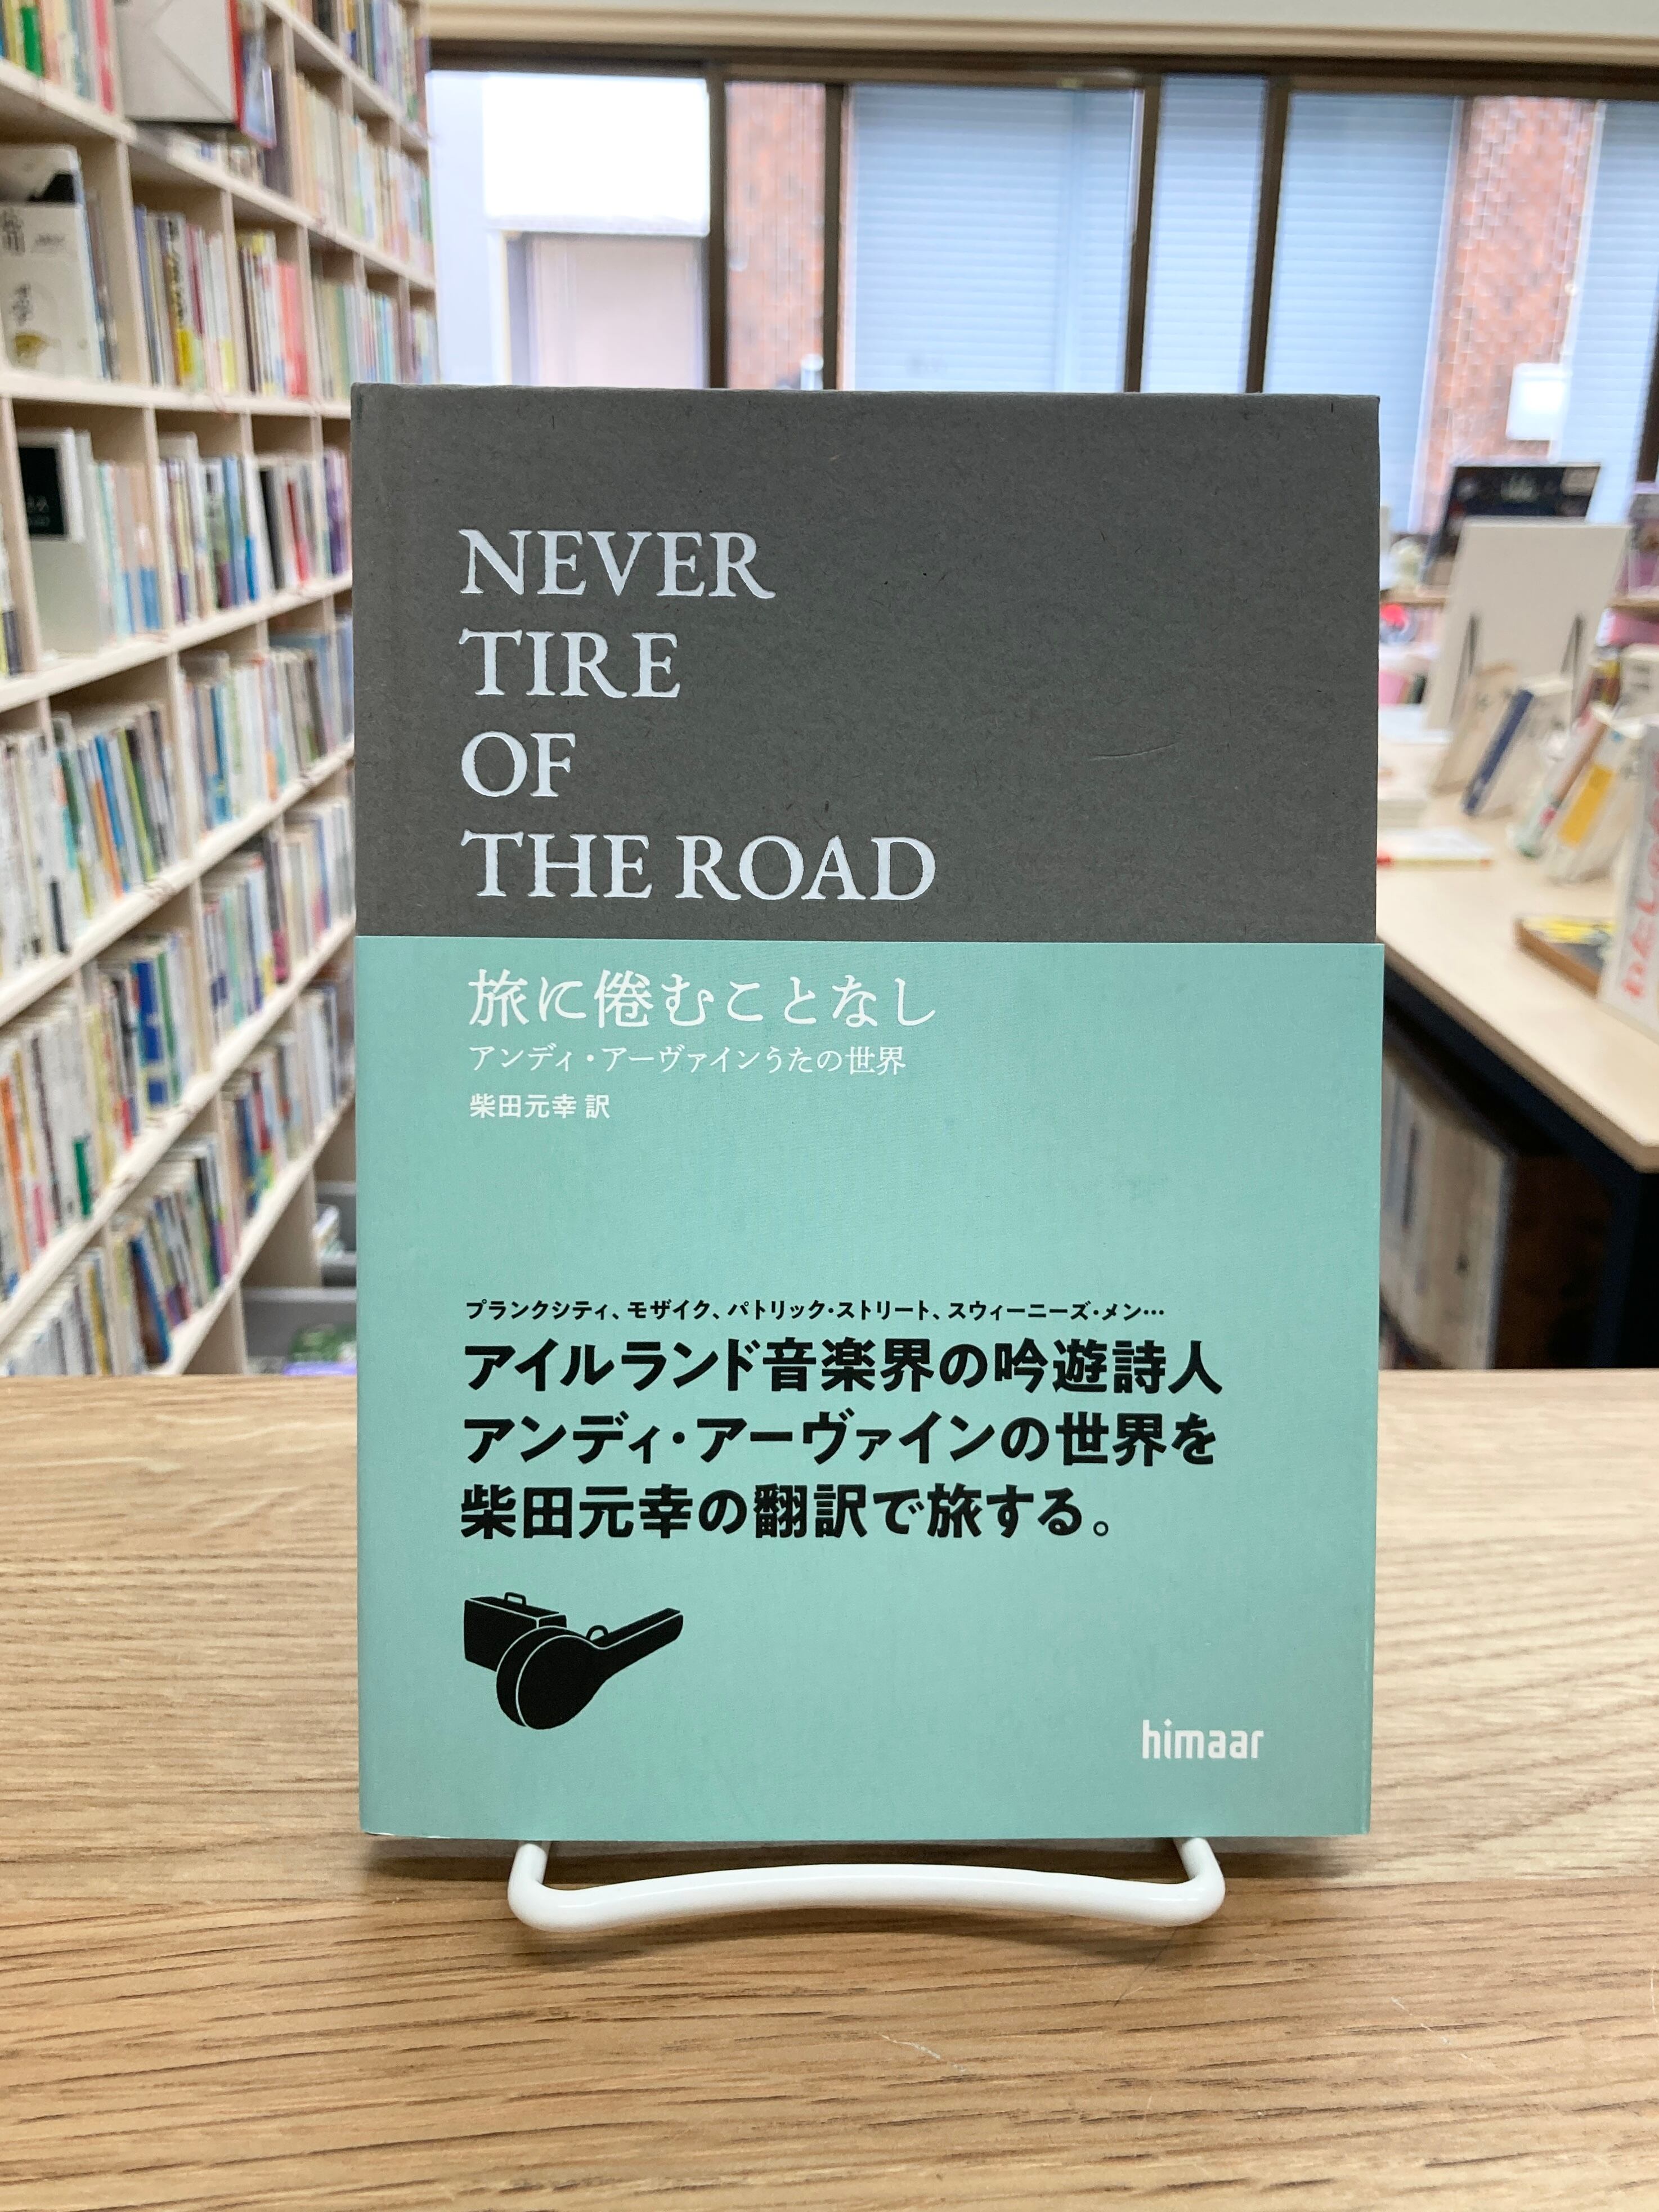 NEVER
TIRE
OF
THE ROAD
旅に倦むことなし
アンディ・アーヴァインうたの世界
柴田元幸 訳
プランクシティ、モザイク、パトリック・ストリート、スウィーニーズ・メン…
アイルランド音楽界の吟遊詩人
アンディ・アーヴァインの世界を
柴田元幸の翻訳で旅する。
himaar